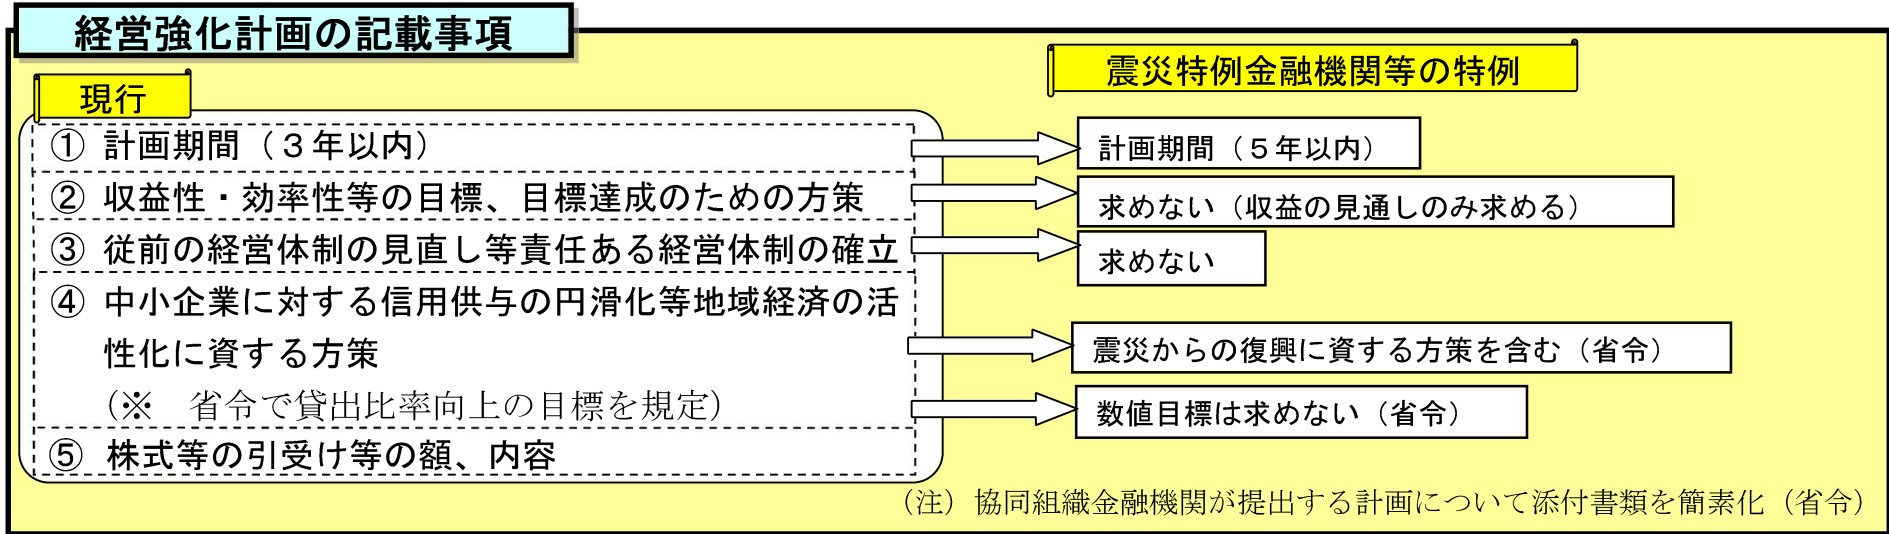 経営強化計画の記載事項
現行
震災特例金融機関等の特例
① 計画期間（３年以内）
計画期間（５年以内）
② 収益性・効率性等の目標、目標達成のための方策
求めない（収益の見通しのみ求める）
③ 従前の経営体制の見直し等責任ある経営体制の確立
求めない
④ 中小企業に対する信用供与の円滑化等地域経済の活
性化に資する方策
震災からの復興に資する方策を含む（省令）
（※　省令で貸出比率向上の目標を規定）
数値目標は求めない（省令）
⑤ 株式等の引受け等の額、内容
（注）協同組織金融機関が提出する計画について添付書類を簡素化（省令）